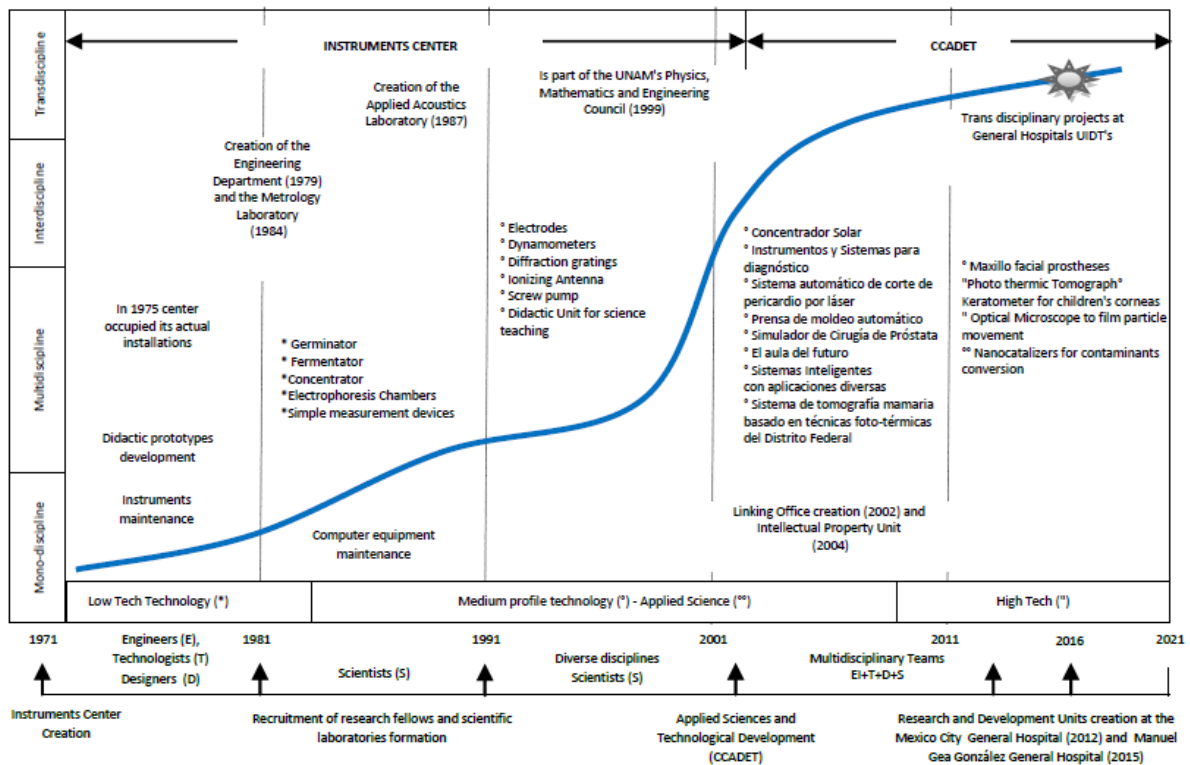 INSTRUMENTS CENTER
CCADET
Transdiscipline
Interdiscipline
Multidiscipline
Mono-discipline
Creation of the
Applied Acoustics
Laboratory (1987)
Is part of the UNAM's Physics,
Mathematics and Engineering
Council (1999)
Trans disciplinary projects at
General Hospitals UIDT's
Creation of the
Engineering
Department (1979)
and the Metrology
Laboratory
(1984)
In 1975 center
occupied its actual
installations
Didactic prototypes
development
Instruments
maintenance
* Germinator
* Fermentator
*Concentrator
*Electrophoresis Chambers
*Simple measurement devices
Computer equipment
maintenance
° Electrodes
° Dynamometers
° Diffraction gratings
° Ionizing Antenna
° Screw pump
° Didactic Unit for science
teaching
° Concentrador Solar
° Instrumentos y Sistemas para
diagnóstico
° Sistema automático de corte de
pericardio por láser
° Prensa de moldeo automático
° Simulador de Cirugía de Próstata
° El aula del futuro
° Sistemas Inteligentes
con aplicaciones diversas
° Sistema de tomografía mamaria
basado en técnicas foto-térmicas
del Distrito Federal
Linking Office creation (2002) and
Intellectual Property Unit
(2004)
° Maxillo facial prostheses
"Photo thermic Tomograph°
Keratometer for children's corneas
" Optical Microscope to film particle
movement
°° Nanocatalizers for contaminants
conversion
Low Tech Technology (*)
Medium profile technology (°) - Applied Science (°°)
High Tech (")
1971
1981
1991
2001
2011
2016
2021
Engineers (E),
Technologists (T)
Designers (D)
Scientists (S)
Diverse disciplines
Scientists (S)
Multidisciplinary Teams
EI+T+D+S
Instruments Center
Creation
Recruitment of research fellows and scientific
laboratories formation
Applied Sciences and
Technological Development
(CCADET)
Research and Development Units creation at the
Mexico City General Hospital (2012) and Manuel
Gea González General Hospital (2015)